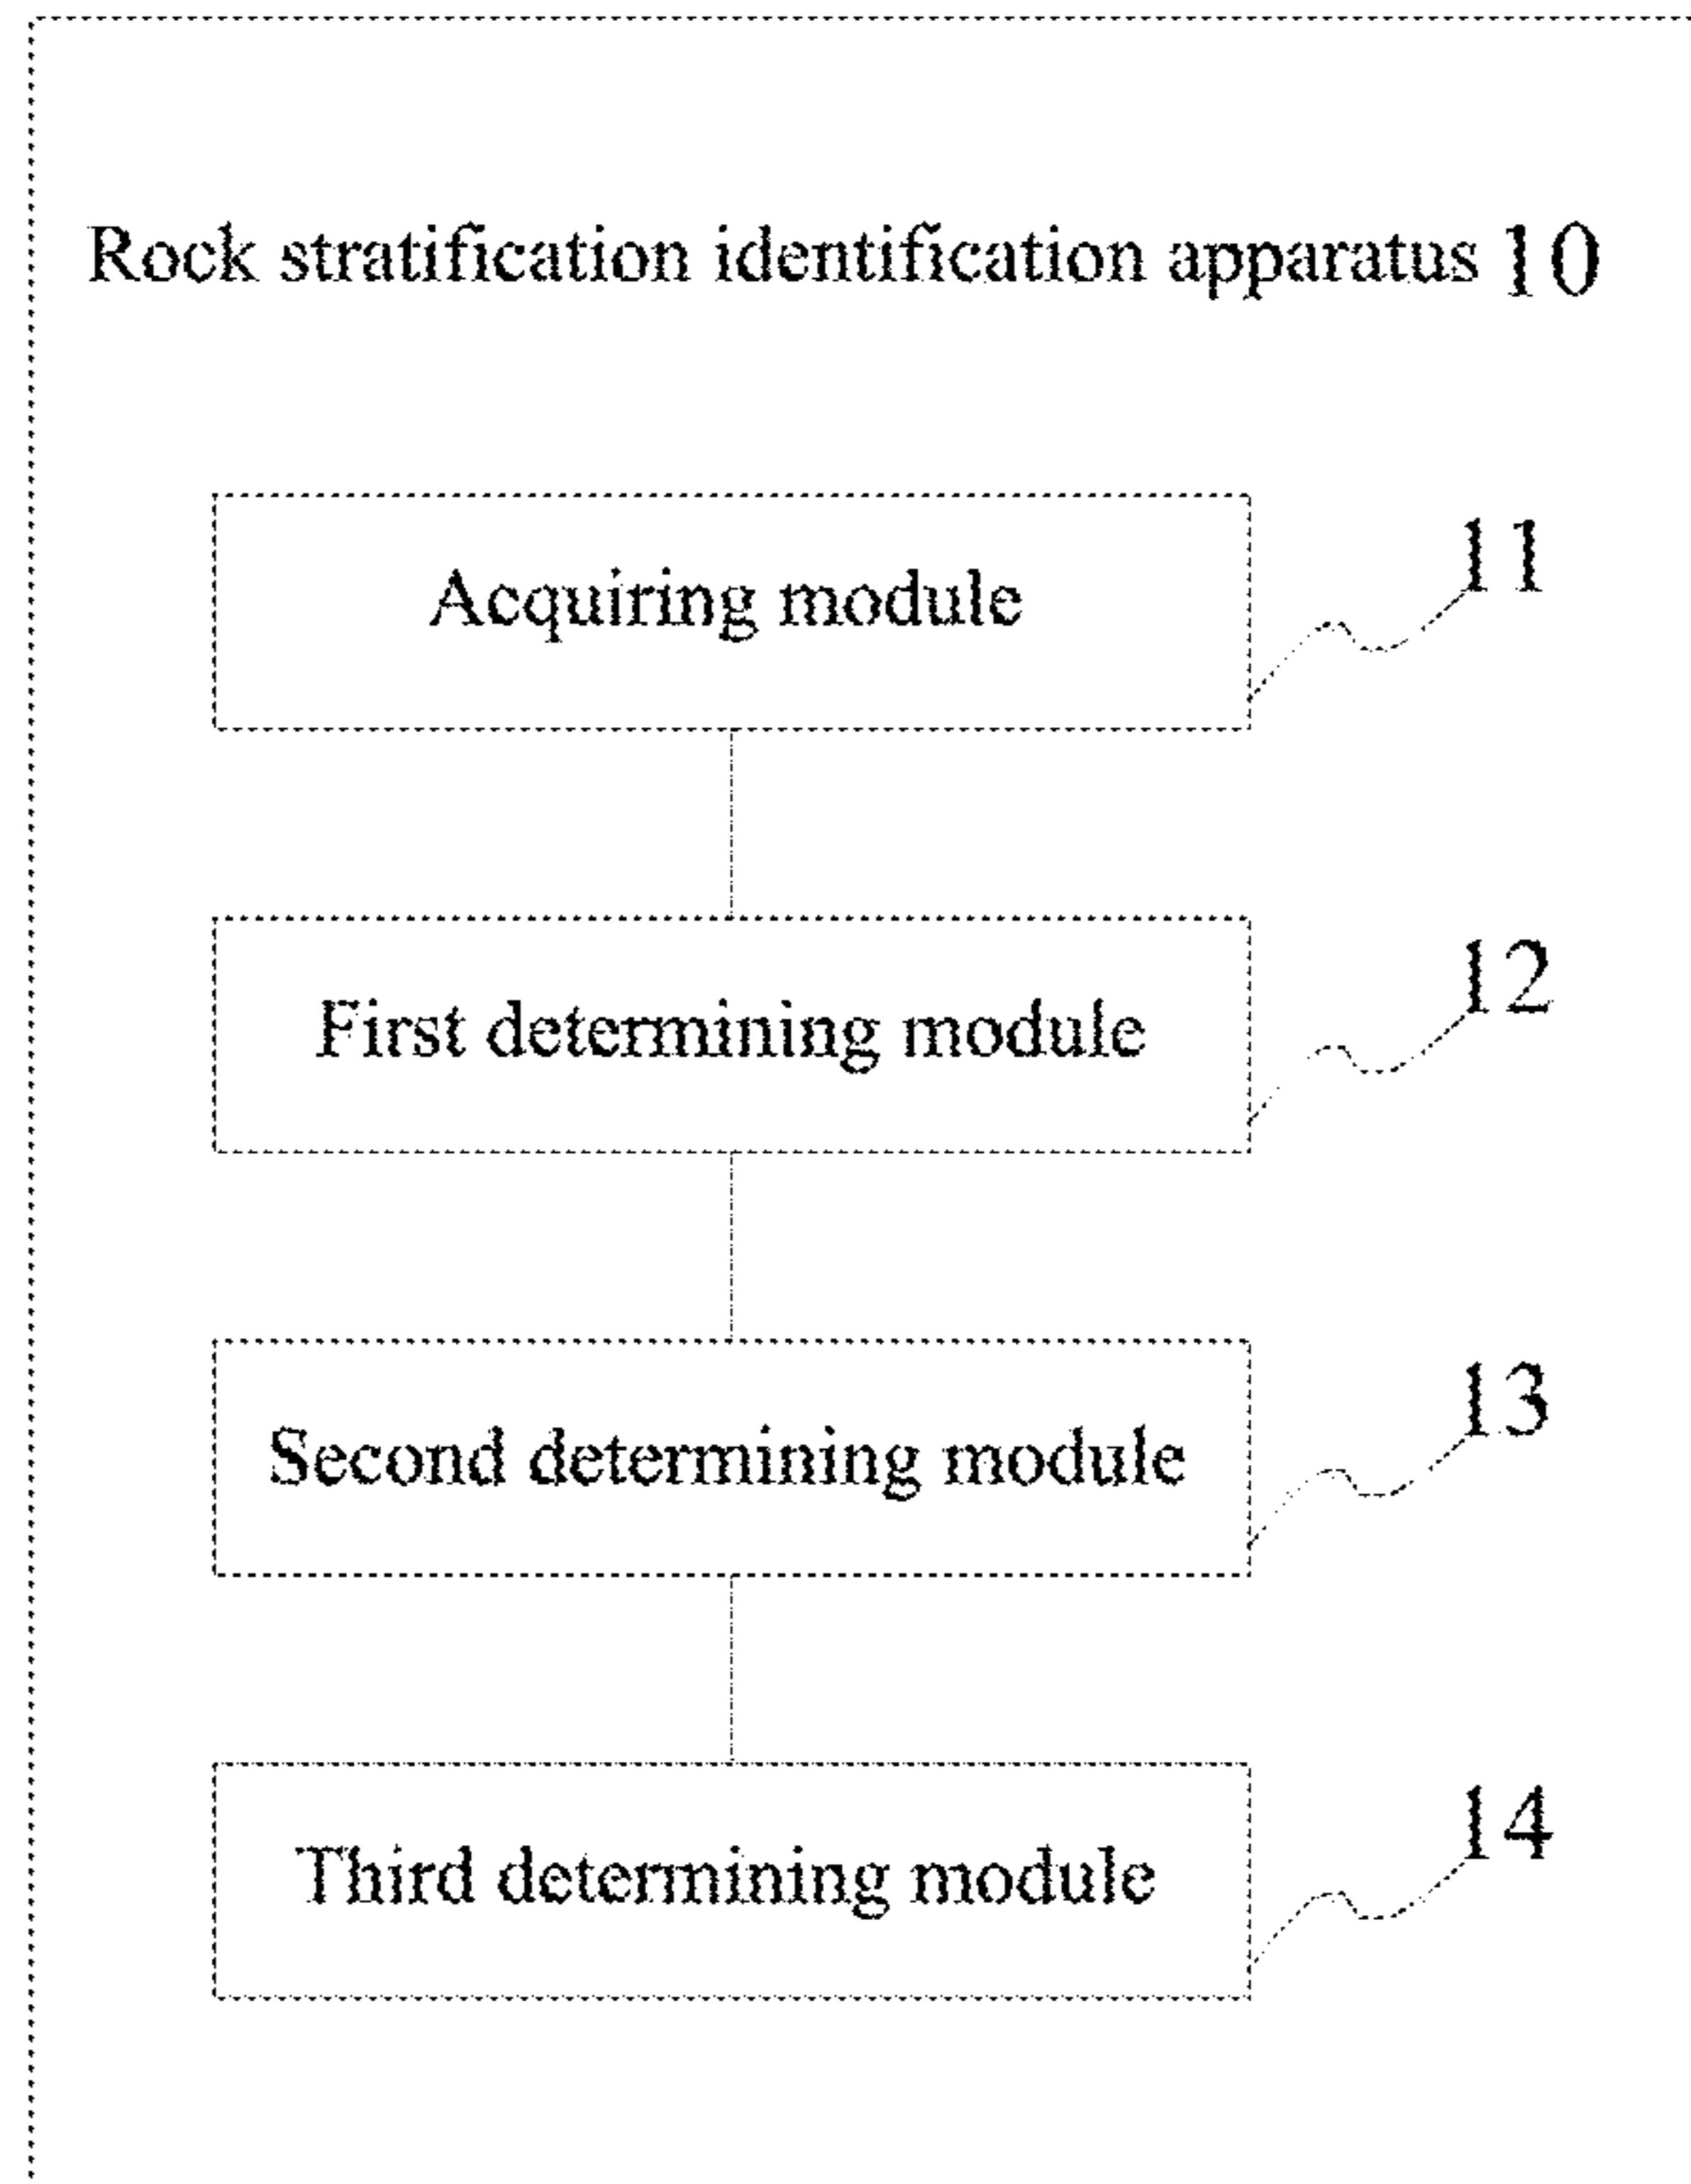 Rock stratification identification apparatus 10
Acquiring module
11
First determining module
12
Second determining module
13
Third determining module
14